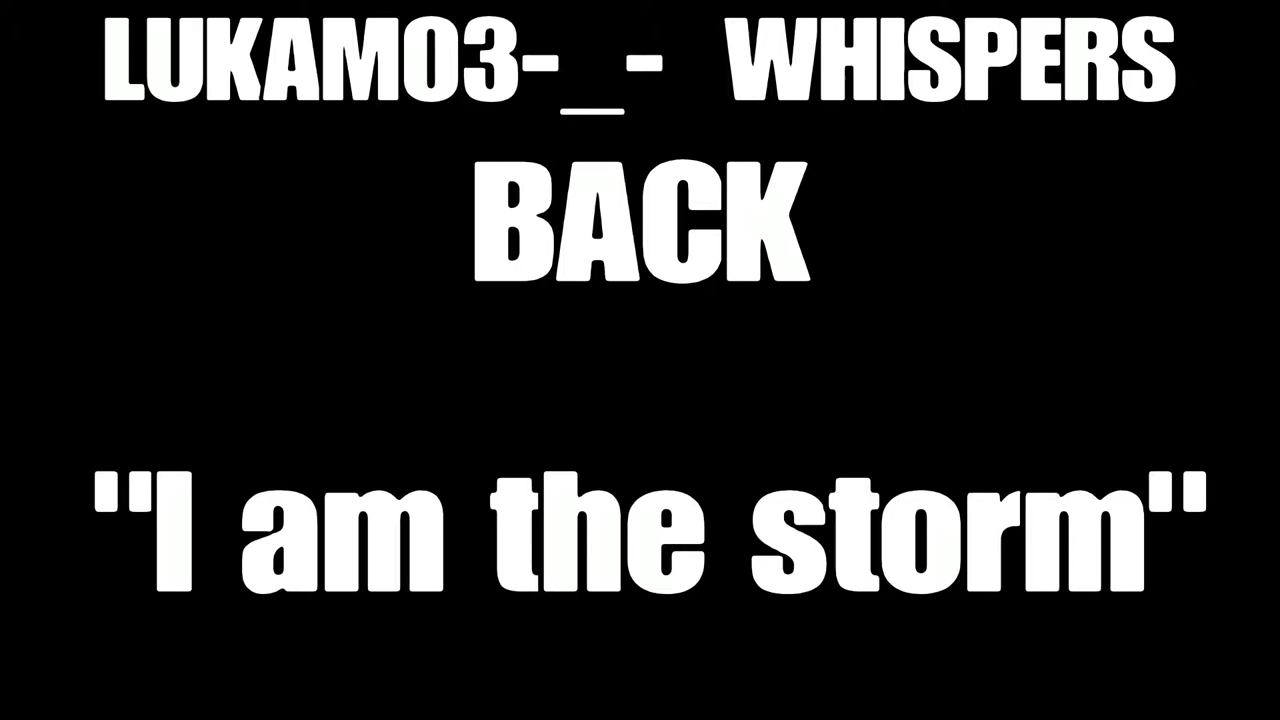 LUKAM03-_- WHISPERS
BACK
"I am the storm"